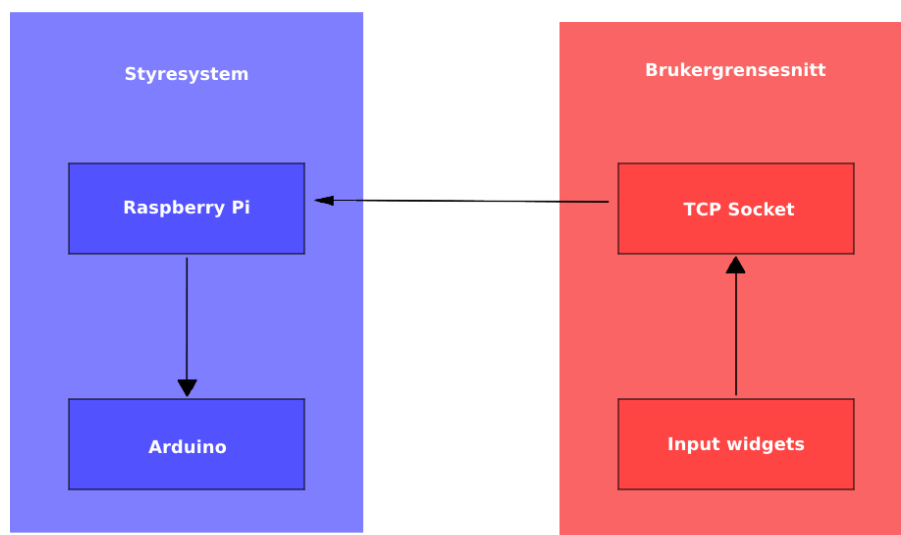 Styresystem
Brukergrensesnitt
Raspberry Pi
TCP Socket
Arduino
Input widgets